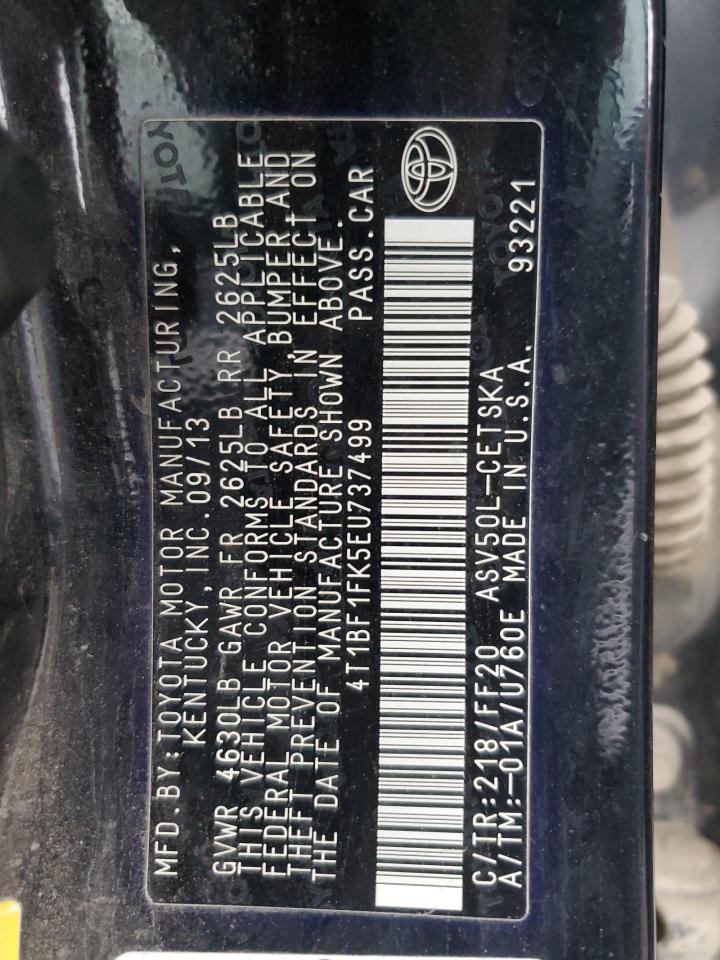 MFD.BY:TOYOTA MOTOR MANUFACTURING,
KENTUCKY, INC.09/13
GVWR 4630LB GAWR FR 2625LB RR 2625LB
THIS VEHICLE CONFORMS TO ALL APPLICABLE
FEDERAL MOTOR VEHICLE SAFETY, BUMPER AND
THEFT PREVENTION STANDARDS IN EFFECT ON
THE DATE OF MANUFACTURE SHOWN ABOVE.
4T1BF1FK5EU737499 PASS.CAR
C/TR:218/FF20 ASV50L-CETSKA
A/TM:-01A/U760E MADE IN U.S.A. 93221
TOYOTA